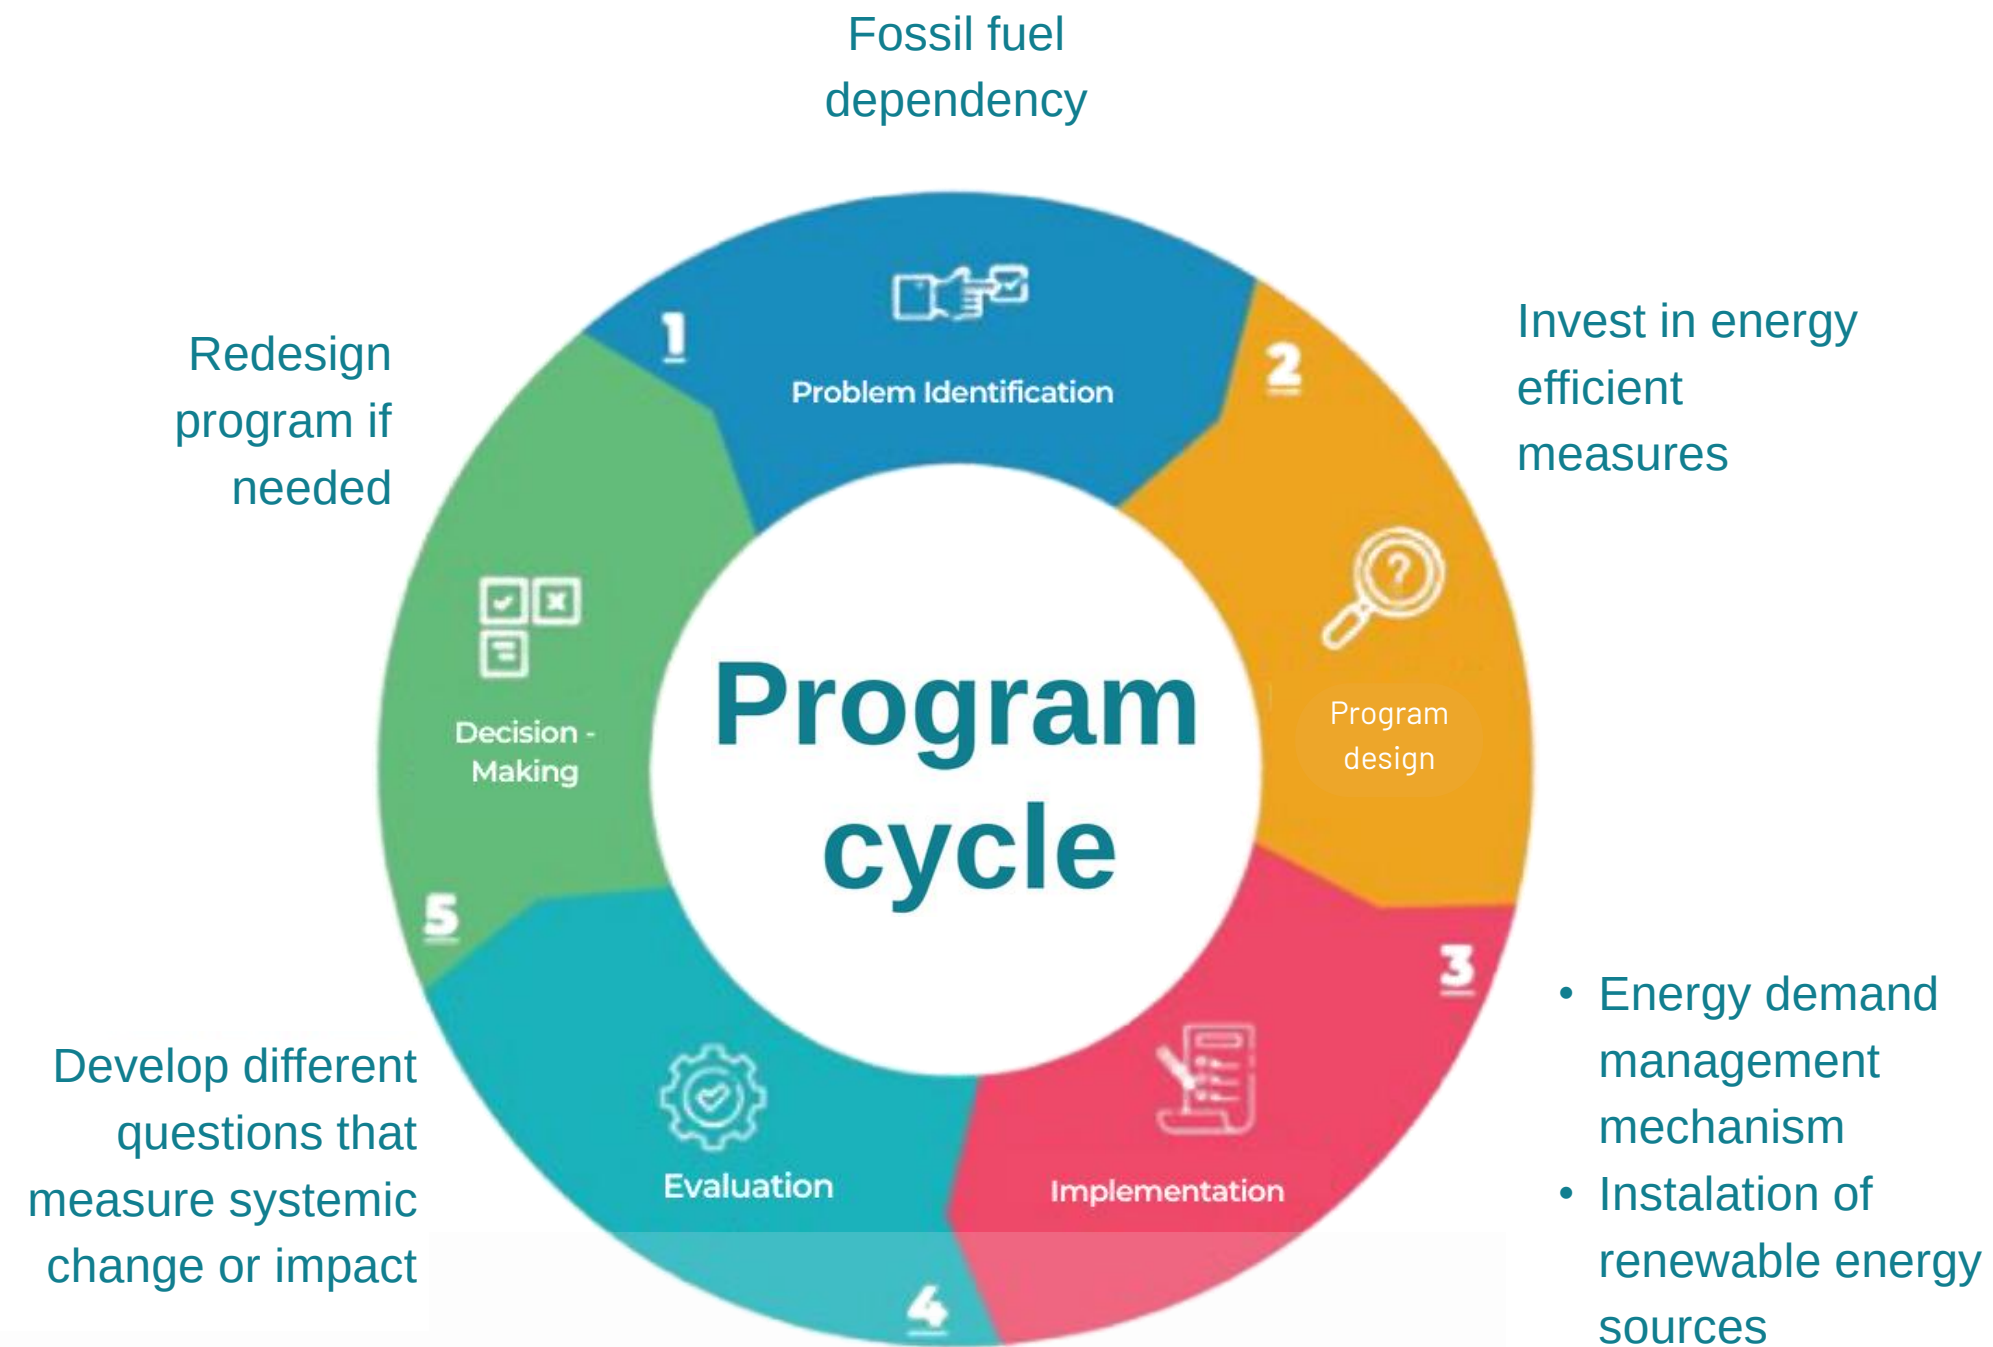 Fossil fuel
dependency
1
Problem Identification
2
Invest in energy
efficient
measures
Program
design
3
• Energy demand
management
mechanism
• Instalation of
renewable energy
sources
Implementation
4
Evaluation
Develop different
questions that
measure systemic
change or impact
5
Decision -
Making
Redesign
program if
needed
Program
cycle